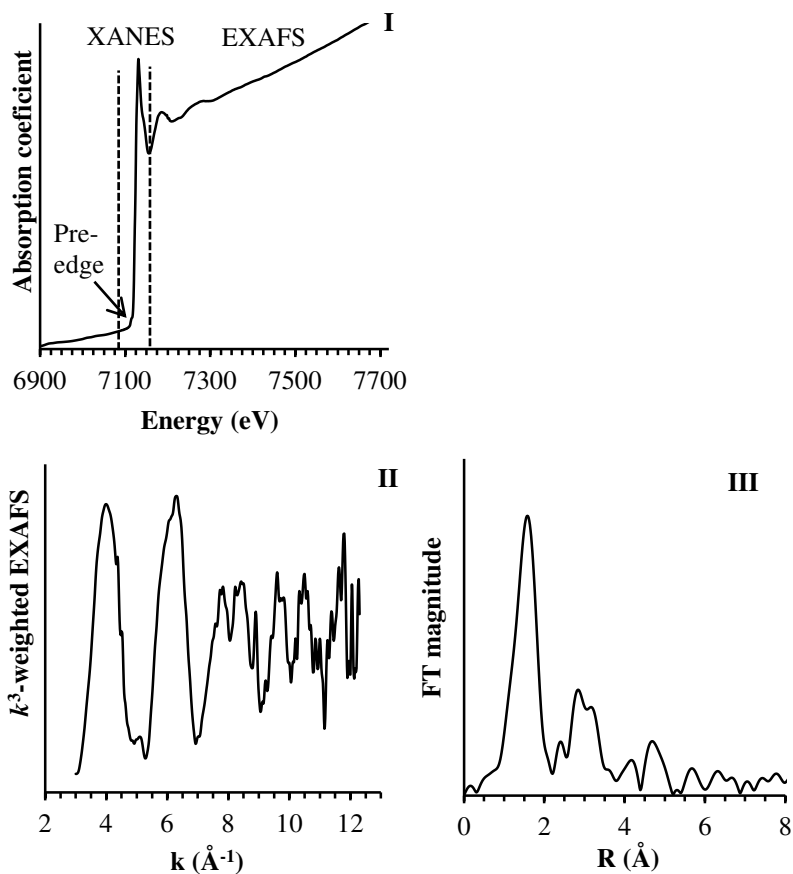 I
XANES EXAFS
Absorption coeficient
Pre-
edge
6900 7100 7300 7500 7700
Energy (eV)
II
k³-weighted EXAFS
2 4 6 8 10 12
k (Å⁻¹)
III
FT magnitude
0 2 4 6 8
R (Å)